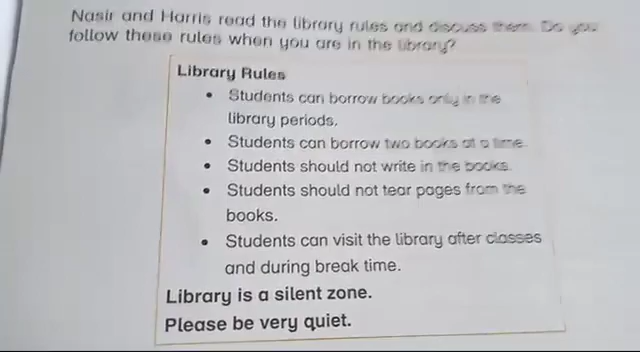 Nasir and Harris read the library rules and discuss them. Do you
follow these rules when you are in the library?
Library Rules
• Students can borrow books only in the
library periods.
• Students can borrow two books at a time.
• Students should not write in the books.
• Students should not tear pages from the
books.
• Students can visit the library after classes
and during break time.
Library is a silent zone.
Please be very quiet.